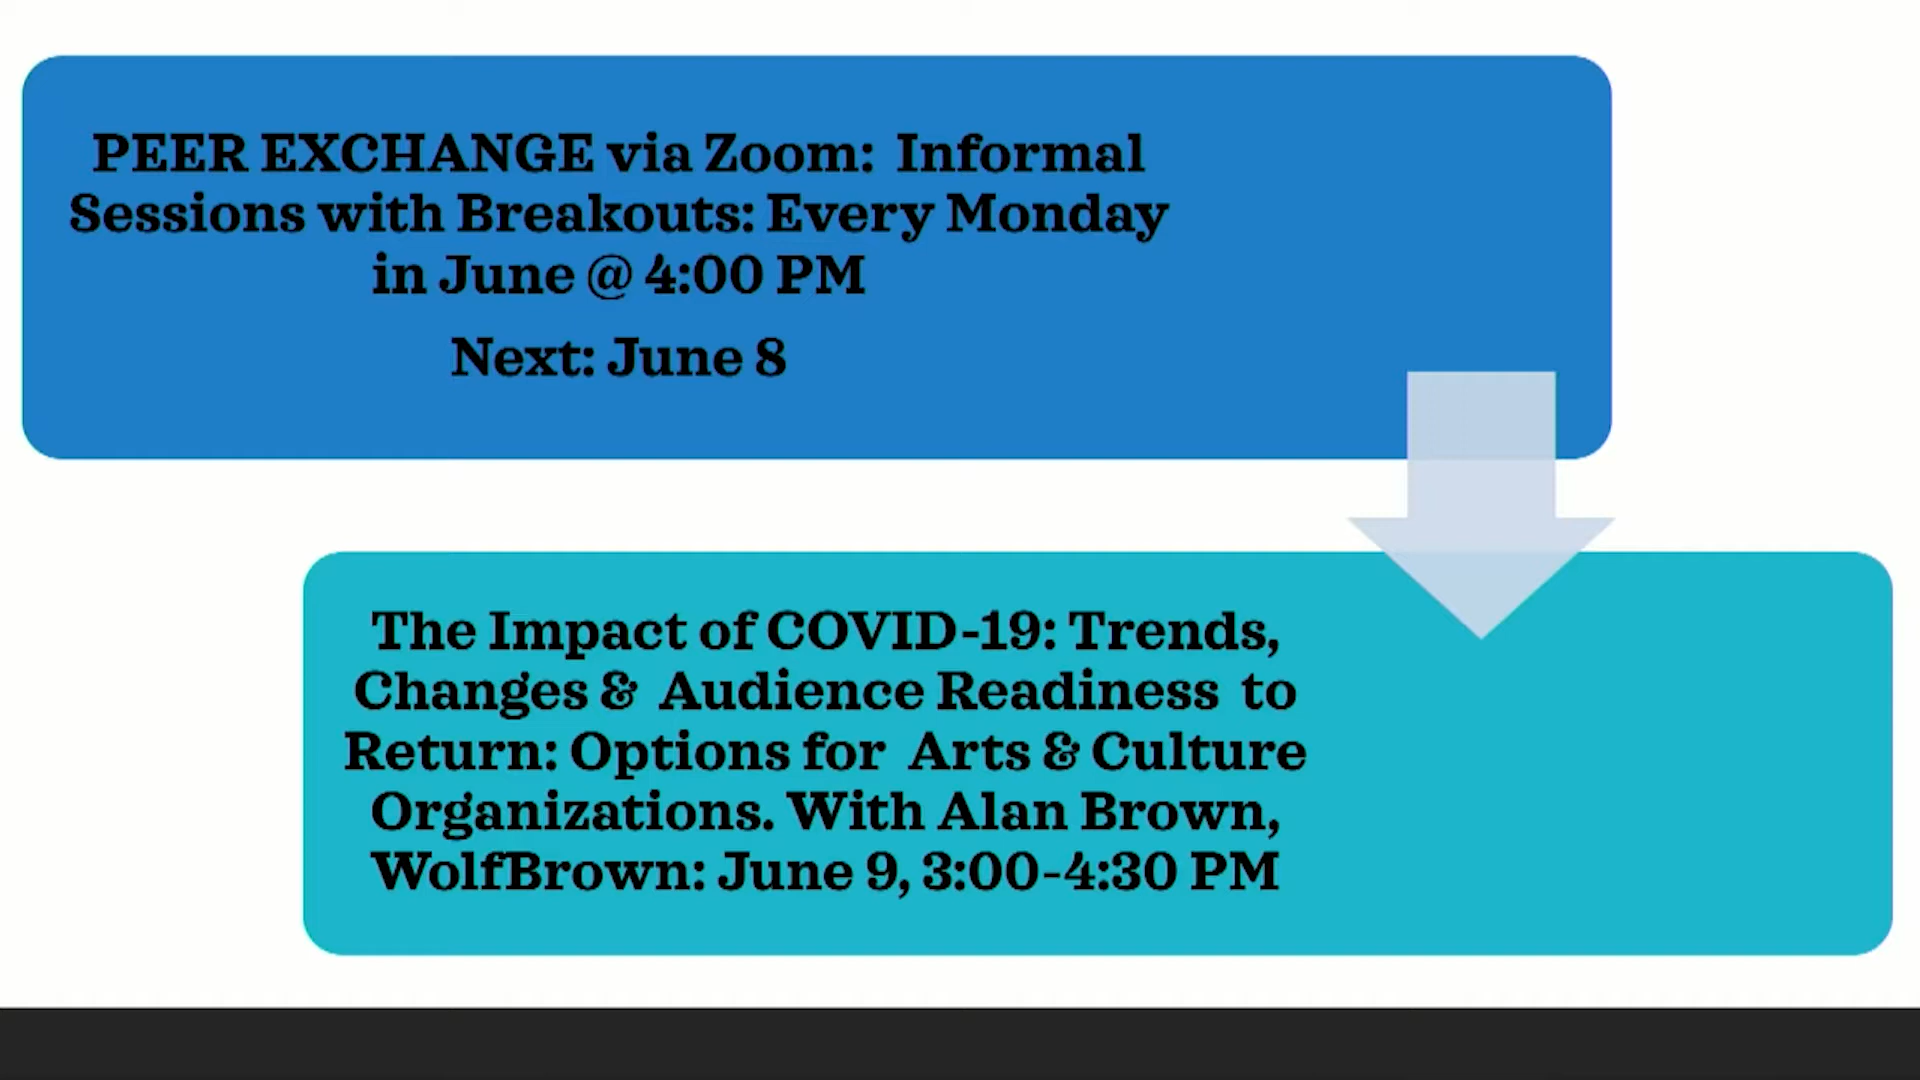 PEER EXCHANGE via Zoom: Informal
Sessions with Breakouts: Every Monday
in June @ 4:00 PM
Next: June 8
The Impact of COVID-19: Trends,
Changes & Audience Readiness to
Return: Options for Arts & Culture
Organizations. With Alan Brown,
WolfBrown: June 9, 3:00-4:30 PM